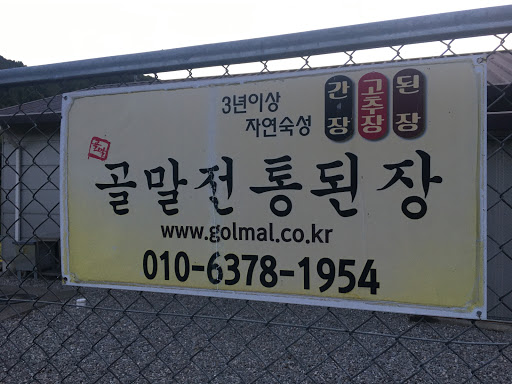 3년이상
자연숙성
간장
고추장
된장
골말전통된장
www.golmal.co.kr
010-6378-1954